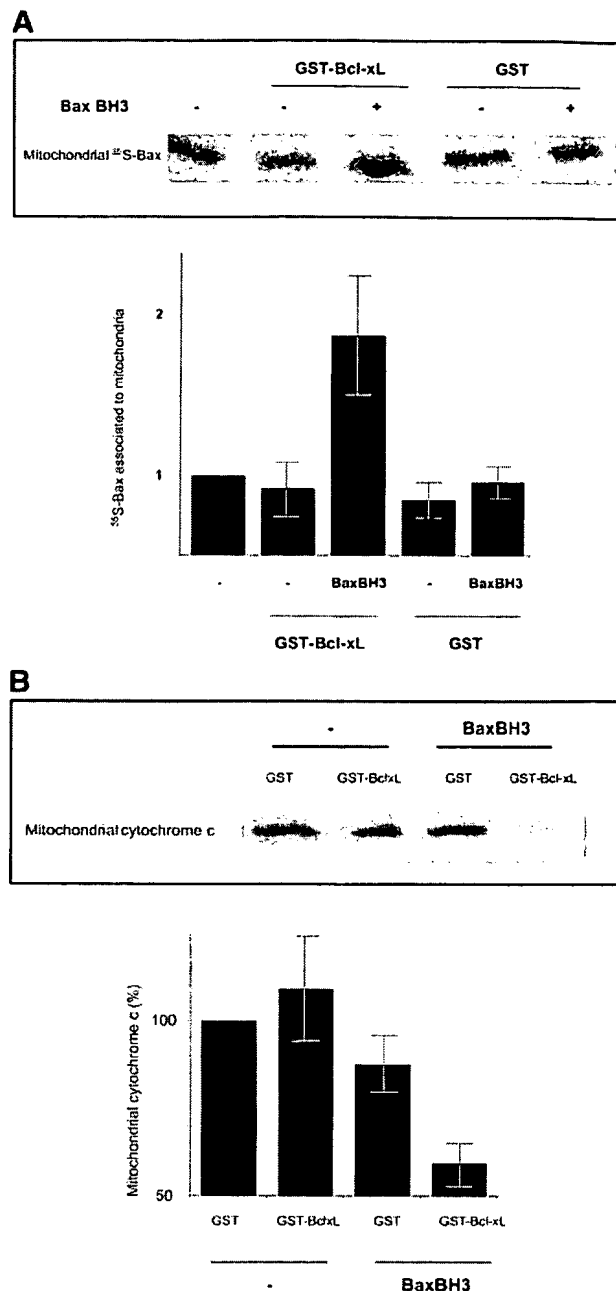 A
GST-Bcl-xL GST
Bax BH3 - - + - +
Mitochondrial ³⁵S-Bax
2
1
³⁵S-Bax associated to mitochondria
- - BaxBH3 - BaxBH3
GST-Bcl-xL GST
B
- BaxBH3
GST GST-BclxL GST GST-Bcl-xL
Mitochondrial cytochrome c
100
50
Mitochondrial cytochrome c (%)
GST GST-BclxL GST GST-Bcl-xL
- BaxBH3